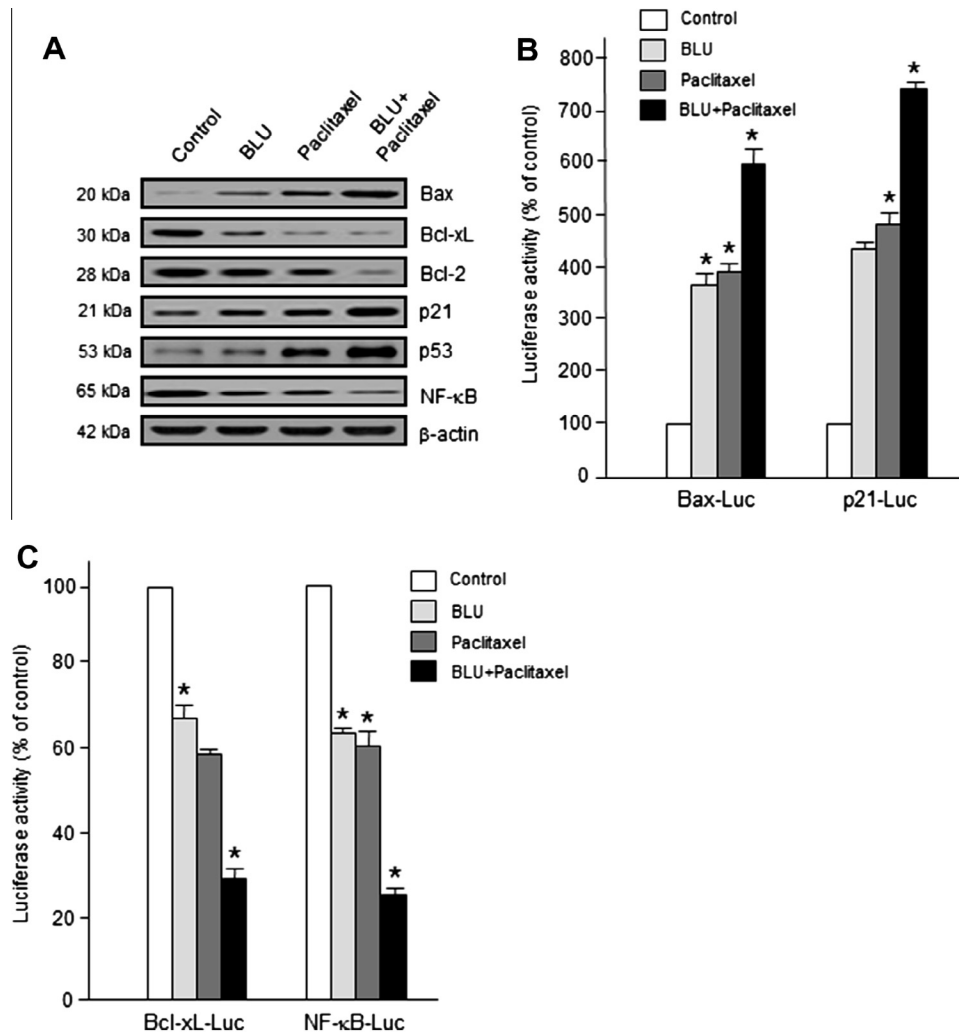 A
Control
BLU
Paclitaxel
BLU+
Paclitaxel
20 kDa
Bax
30 kDa
Bcl-xL
28 kDa
Bcl-2
21 kDa
p21
53 kDa
p53
65 kDa
NF-κB
42 kDa
β-actin
B
Control
BLU
Paclitaxel
BLU+Paclitaxel
Luciferase activity (% of control)
800
700
600
500
400
300
200
100
0
*
*
*
*
*
Bax-Luc
p21-Luc
C
Control
BLU
Paclitaxel
BLU+Paclitaxel
Luciferase activity (% of control)
100
80
60
40
20
0
*
*
*
*
*
Bcl-xL-Luc
NF-κB-Luc